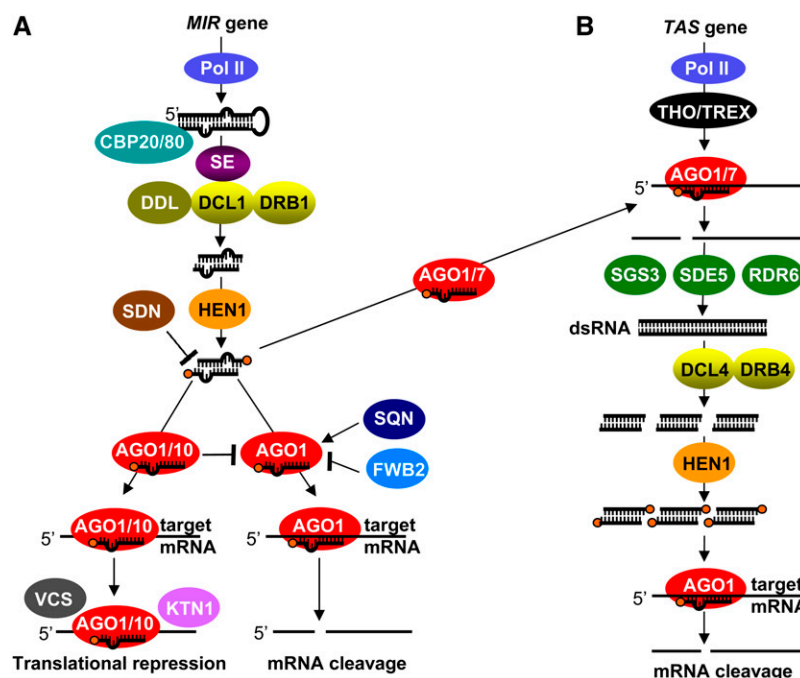 A
MIR gene
Pol II
5'
CBP20/80
SE
DDL
DCL1
DRB1
SDN
HEN1
AGO1/7
SQN
AGO1/10
AGO1
FWB2
AGO1/10
target
mRNA
5'
AGO1
target
mRNA
5'
VCS
KTN1
AGO1/10
5'
5'
Translational repression
mRNA cleavage
B
TAS gene
Pol II
THO/TREX
AGO1/7
5'
SGS3
SDE5
RDR6
dsRNA
DCL4
DRB4
HEN1
AGO1
target
mRNA
5'
mRNA cleavage